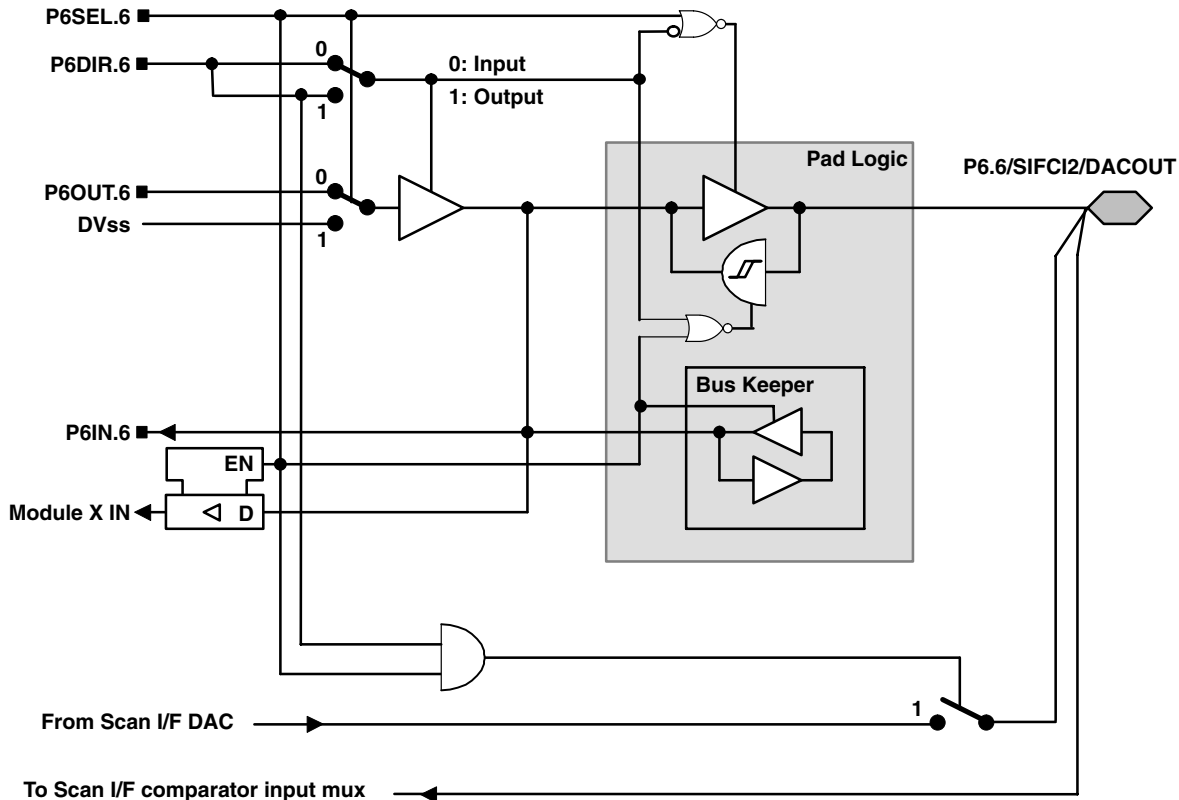 P6SEL.6
P6DIR.6
0
1
0: Input
1: Output
Pad Logic
P6.6/SIFCI2/DACOUT
P6OUT.6
0
DVss
1
Bus Keeper
P6IN.6
EN
Module X IN
D
From Scan I/F DAC
1
To Scan I/F comparator input mux